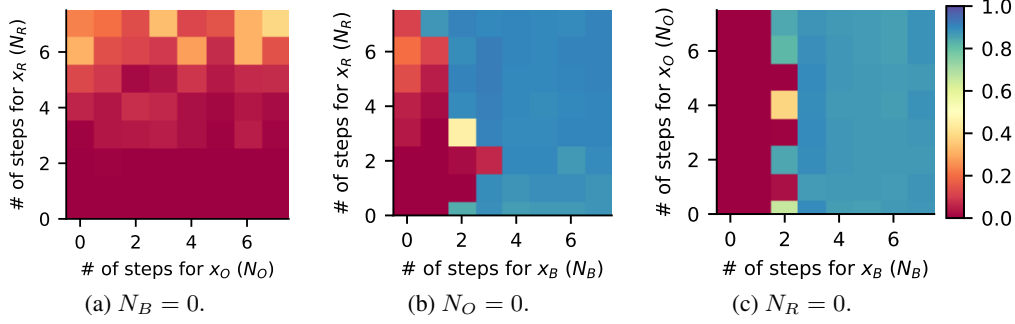 # of steps for x_R (N_R)
6
4
2
0
0 2 4 6
# of steps for x_O (N_O)
(a) N_B = 0.
# of steps for x_R (N_R)
6
4
2
0
0 2 4 6
# of steps for x_B (N_B)
(b) N_O = 0.
# of steps for x_O (N_O)
6
4
2
0
0 2 4 6
# of steps for x_B (N_B)
(c) N_R = 0.
1.0
0.8
0.6
0.4
0.2
0.0